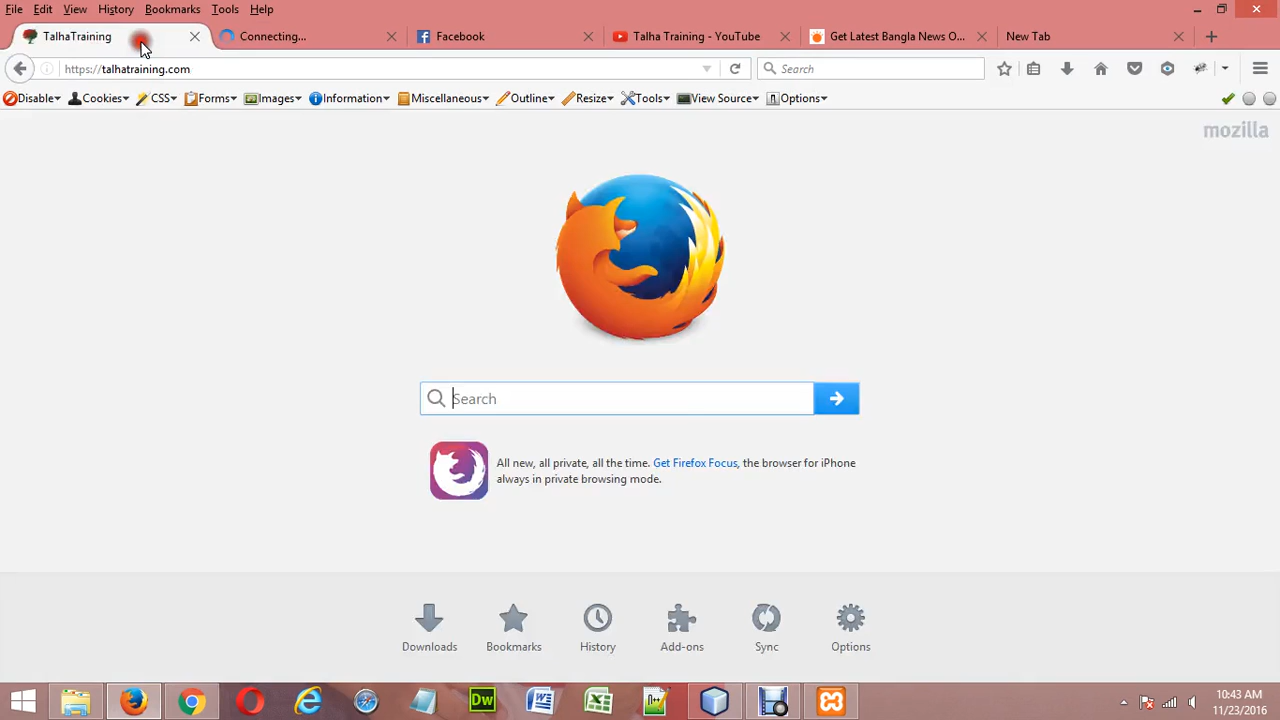 File Edit View History Bookmarks Tools Help
TalhaTraining Connecting... Facebook Talha Training - YouTube Get Latest Bangla News O... New Tab
https://talhatraining.com Search
Disable Cookies CSS Forms Images Information Miscellaneous Outline Resize Tools View Source Options
mozilla
Search
All new, all private, all the time. Get Firefox Focus, the browser for iPhone
always in private browsing mode.
Downloads Bookmarks History Add-ons Sync Options
Dw
10:43 AM
11/23/2016